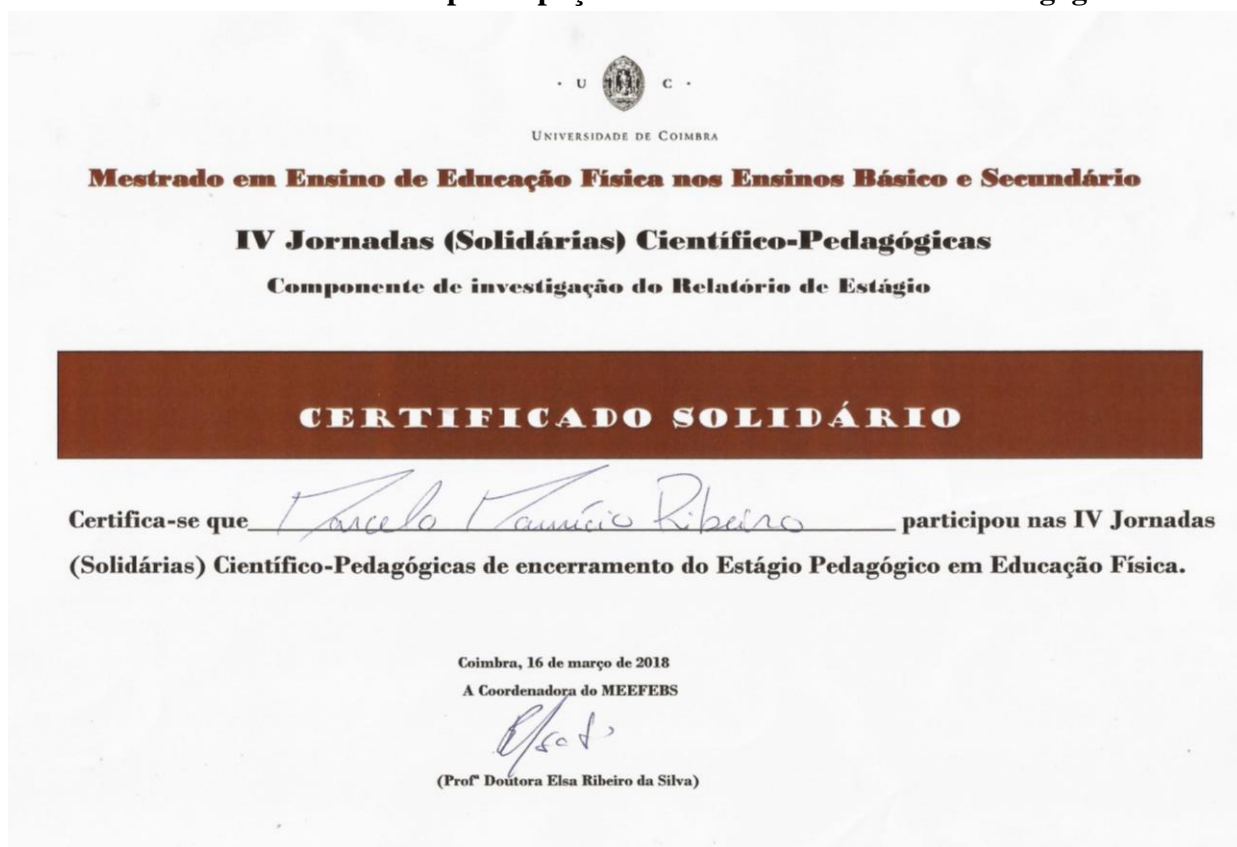 · U C ·
UNIVERSIDADE DE COIMBRA
Mestrado em Ensino de Educação Física nos Ensinos Básico e Secundário
IV Jornadas (Solidárias) Científico-Pedagógicas
Componente de investigação do Relatório de Estágio
CERTIFICADO SOLIDÁRIO
Certifica-se que Marcelo Maurício Ribeiro participou nas IV Jornadas
(Solidárias) Científico-Pedagógicas de encerramento do Estágio Pedagógico em Educação Física.
Coimbra, 16 de março de 2018
A Coordenadora do MEEFEBS
(Profª Doutora Elsa Ribeiro da Silva)